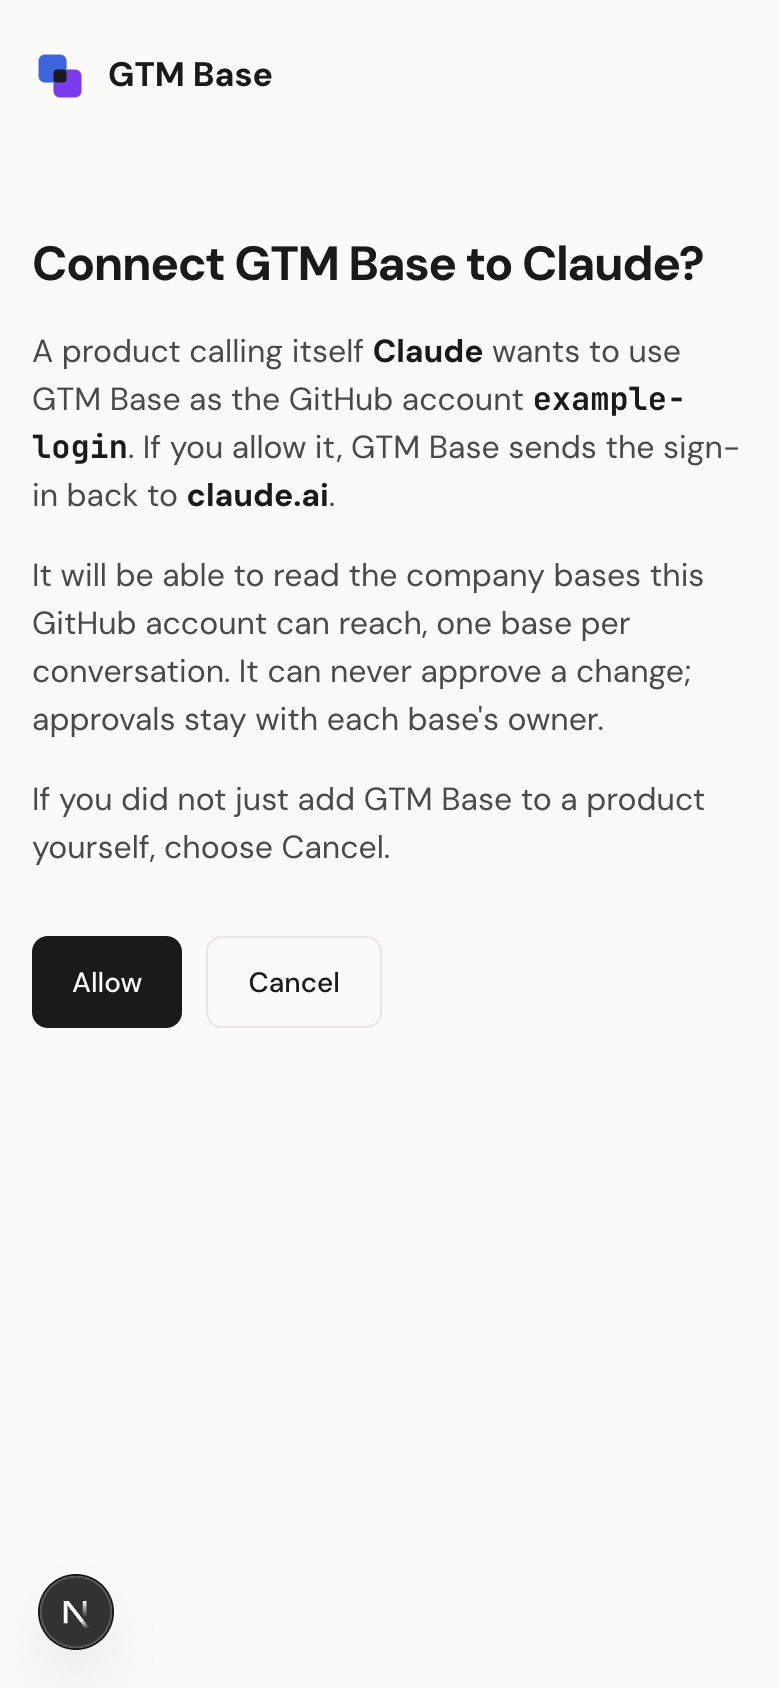 GTM Base
Connect GTM Base to Claude?
A product calling itself Claude wants to use
GTM Base as the GitHub account example-
login. If you allow it, GTM Base sends the sign-
in back to claude.ai.
It will be able to read the company bases this
GitHub account can reach, one base per
conversation. It can never approve a change;
approvals stay with each base's owner.
If you did not just add GTM Base to a product
yourself, choose Cancel.
Allow
Cancel
N